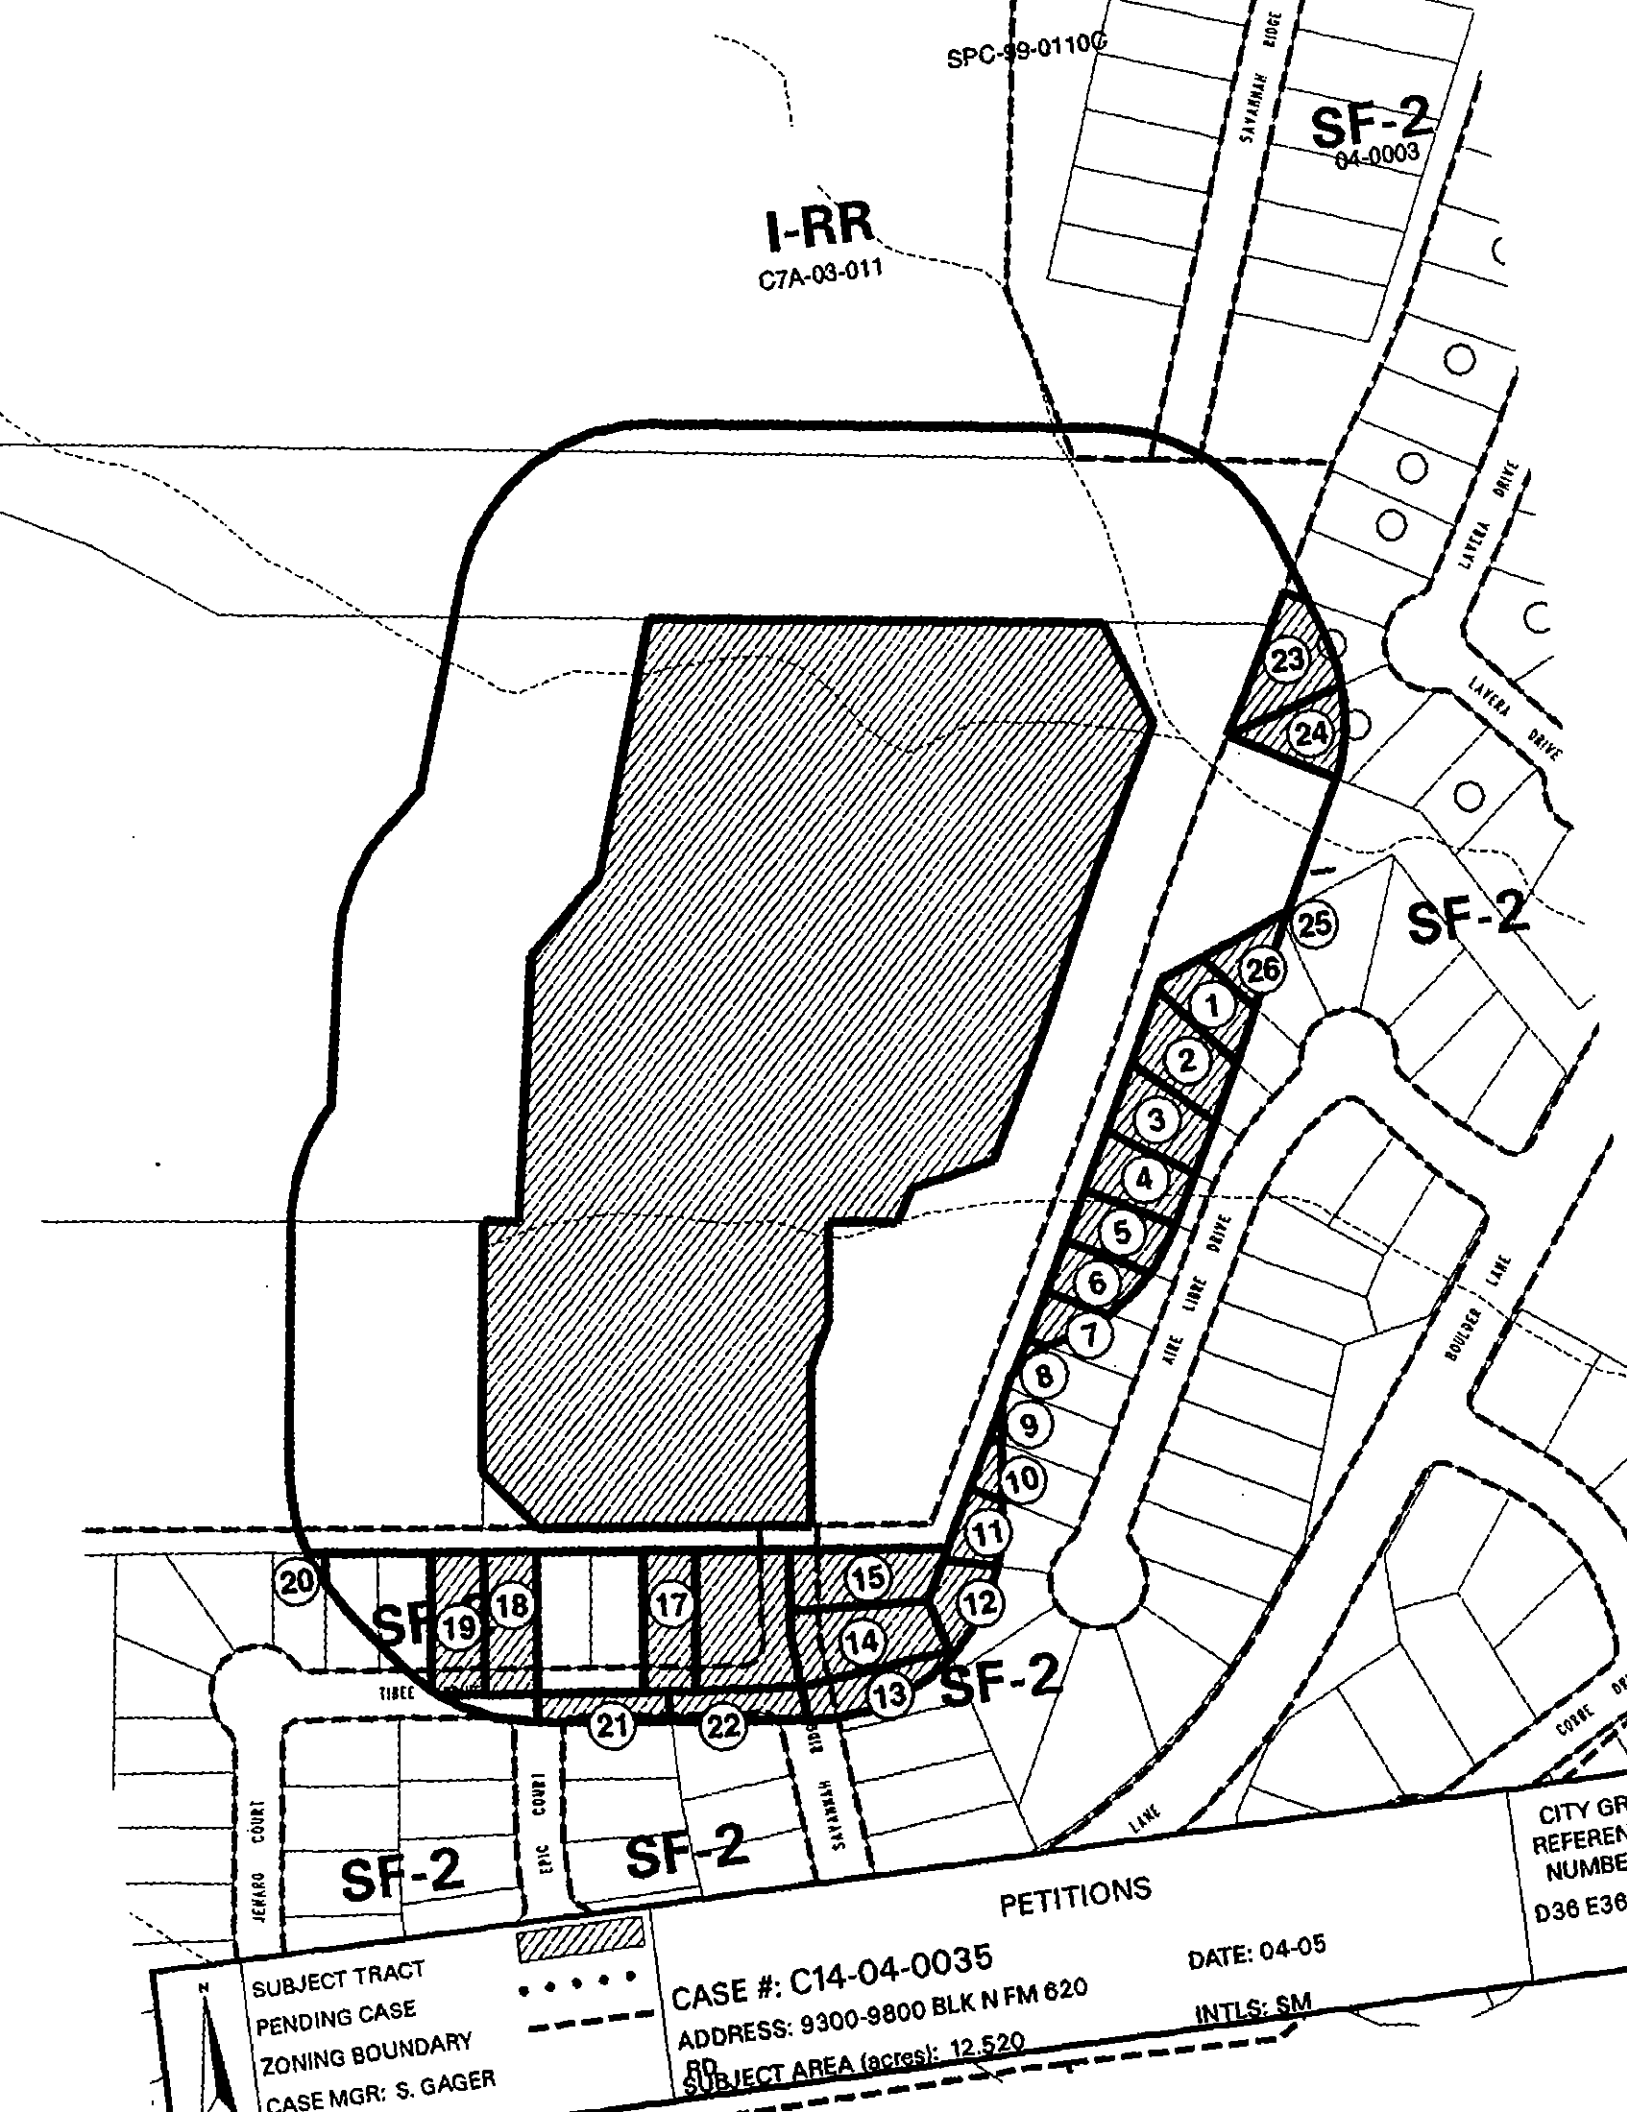 SPC-99-0110C
SAVANNAH RIDGE
SF-2
04-0003
I-RR
C7A-03-011
LAVERA DRIVE
LAVERA DRIVE
23
24
SF-2
25
26
1
2
3
4
5
6
7
8
9
10
11
12
13
14
15
17
18
19
20
21
22
AIRE LIBRE DRIVE
BOULDER LANE
SF-2
TIBEE
JENARO COURT
EPIC COURT
SAVANNAH
LANE
COBBE
SF-2
SF-2
PETITIONS
CITY GR
REFEREN
NUMBE
D36 E36
N
SUBJECT TRACT
PENDING CASE
ZONING BOUNDARY
CASE MGR: S. GAGER
CASE #: C14-04-0035
ADDRESS: 9300-9800 BLK N FM 620
RD
SUBJECT AREA (acres): 12.520
DATE: 04-05
INTLS: SM